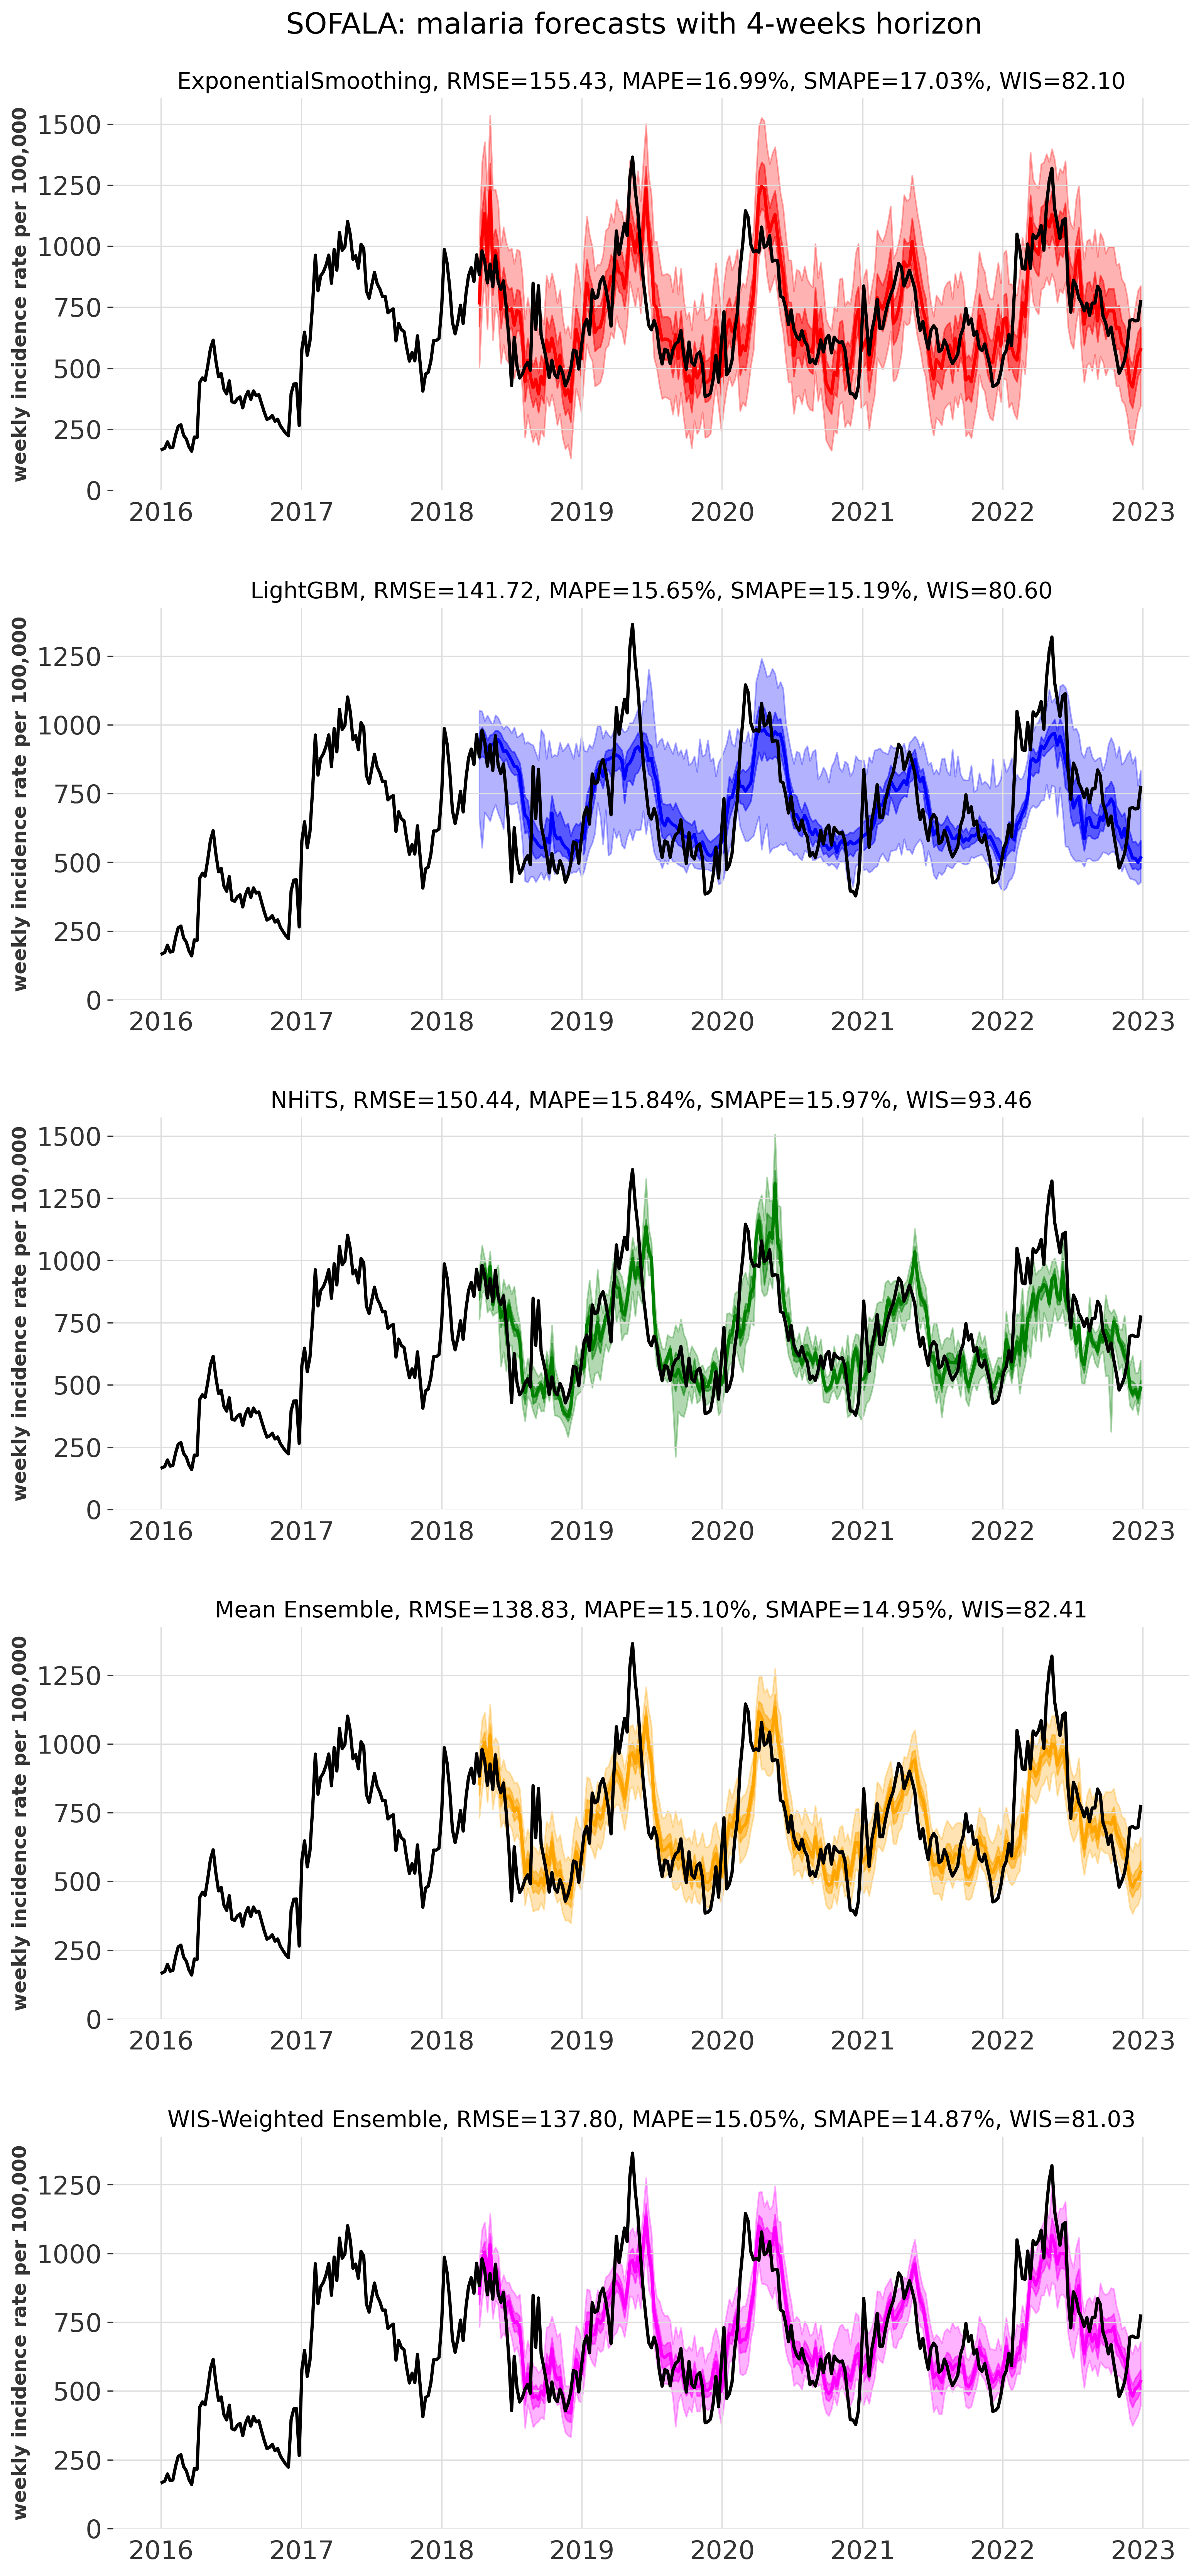 SOFALA: malaria forecasts with 4-weeks horizon
ExponentialSmoothing, RMSE=155.43, MAPE=16.99%, SMAPE=17.03%, WIS=82.10
weekly incidence rate per 100,000
1500
1250
1000
750
500
250
0
2016 2017 2018 2019 2020 2021 2022 2023
LightGBM, RMSE=141.72, MAPE=15.65%, SMAPE=15.19%, WIS=80.60
weekly incidence rate per 100,000
1250
1000
750
500
250
0
2016 2017 2018 2019 2020 2021 2022 2023
NHiTS, RMSE=150.44, MAPE=15.84%, SMAPE=15.97%, WIS=93.46
weekly incidence rate per 100,000
1500
1250
1000
750
500
250
0
2016 2017 2018 2019 2020 2021 2022 2023
Mean Ensemble, RMSE=138.83, MAPE=15.10%, SMAPE=14.95%, WIS=82.41
weekly incidence rate per 100,000
1250
1000
750
500
250
0
2016 2017 2018 2019 2020 2021 2022 2023
WIS-Weighted Ensemble, RMSE=137.80, MAPE=15.05%, SMAPE=14.87%, WIS=81.03
weekly incidence rate per 100,000
1250
1000
750
500
250
0
2016 2017 2018 2019 2020 2021 2022 2023